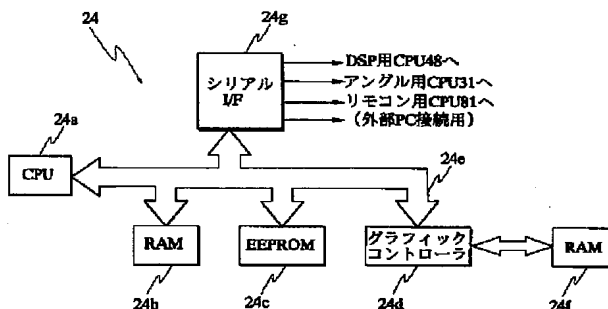 24
24g
シリアル
I/F
DSP用CPU48へ
アングル用CPU31へ
リモコン用CPU81へ
(外部PC接続用)
24a
CPU
24e
RAM
EEPROM
グラフィック
コントローラ
RAM
24b
24c
24d
24f